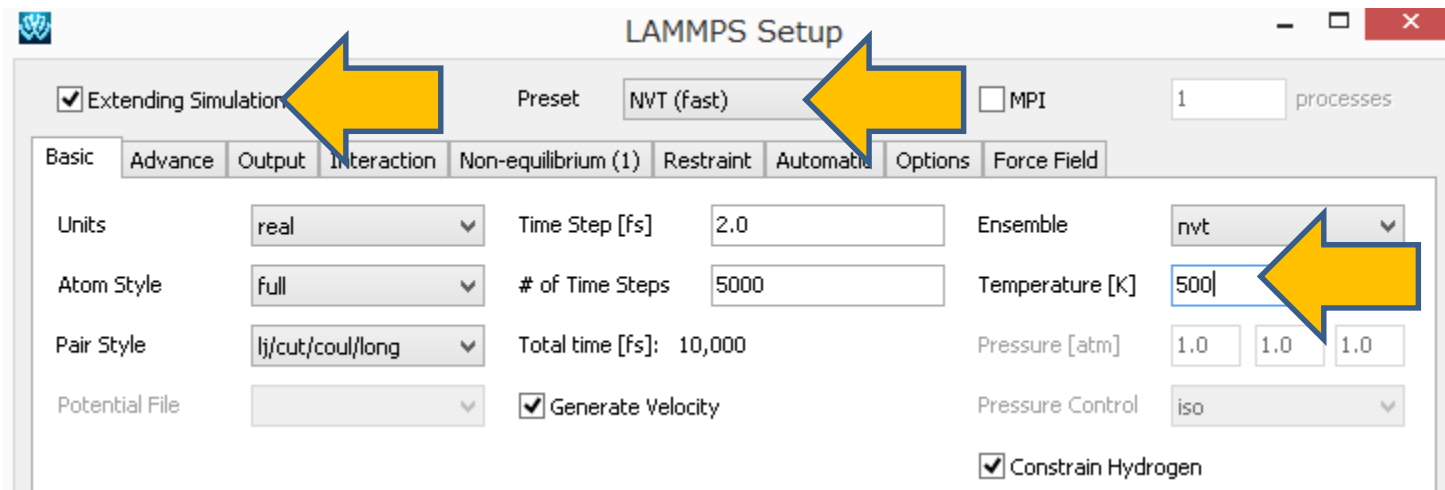 LAMMPS Setup
Extending Simulation Preset NVT (fast) MPI 1 processes
Basic Advance Output Interaction Non-equilibrium (1) Restraint Automatic Options Force Field
Units real Time Step [fs] 2.0 Ensemble nvt
Atom Style full # of Time Steps 5000 Temperature [K] 500
Pair Style lj/cut/coul/long Total time [fs]: 10,000 Pressure [atm] 1.0 1.0 1.0
Potential File Generate Velocity Pressure Control iso
Constrain Hydrogen